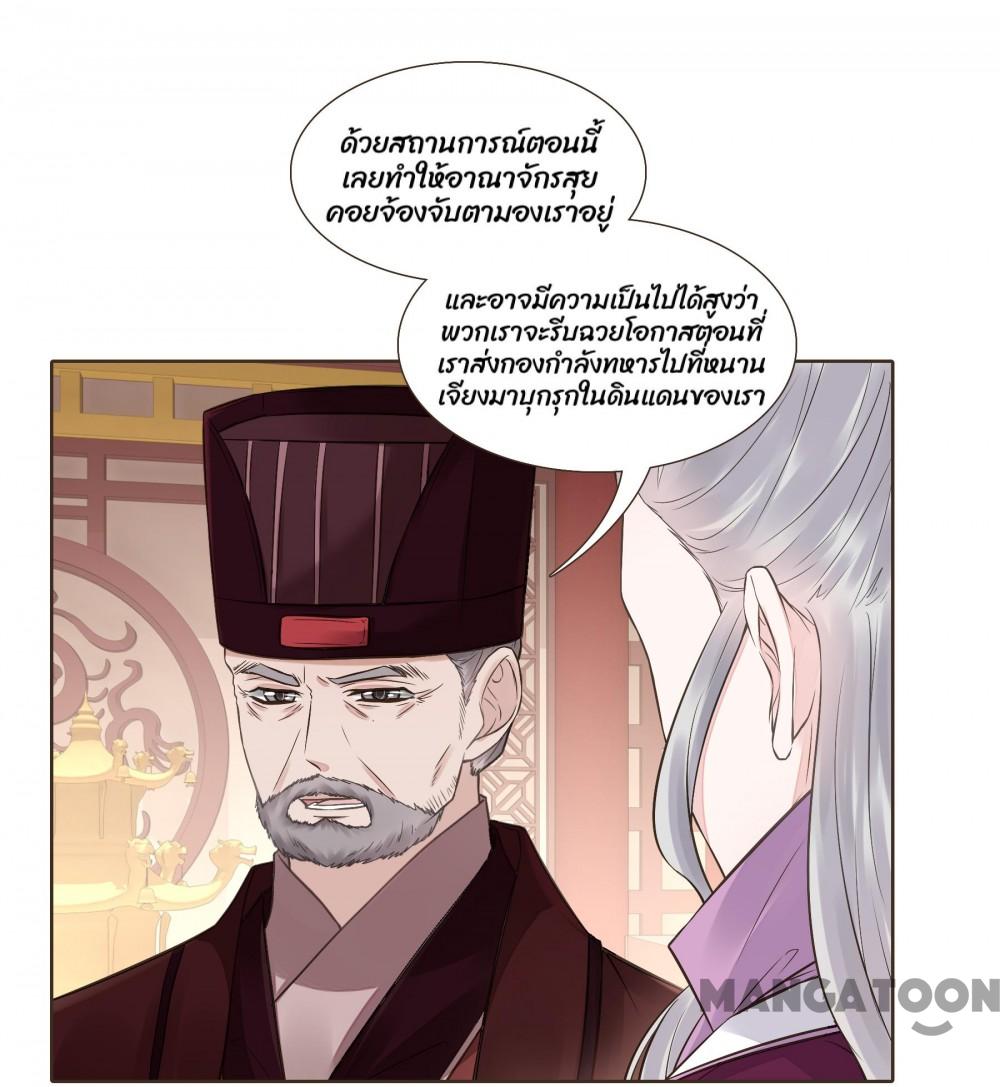 ด้วยสถานการณ์ตอนนี้
เลยทำให้อาณาจักรสุย
คอยจ้องจับตามองเราอยู่
และอาจมีความเป็นไปได้สูงว่า
พวกเราจะรีบฉวยโอกาสตอนที่
เราส่งกองกำลังทหารไปที่หนาน
เจียงมาบุกรุกในดินแดนของเรา
MANGATOON